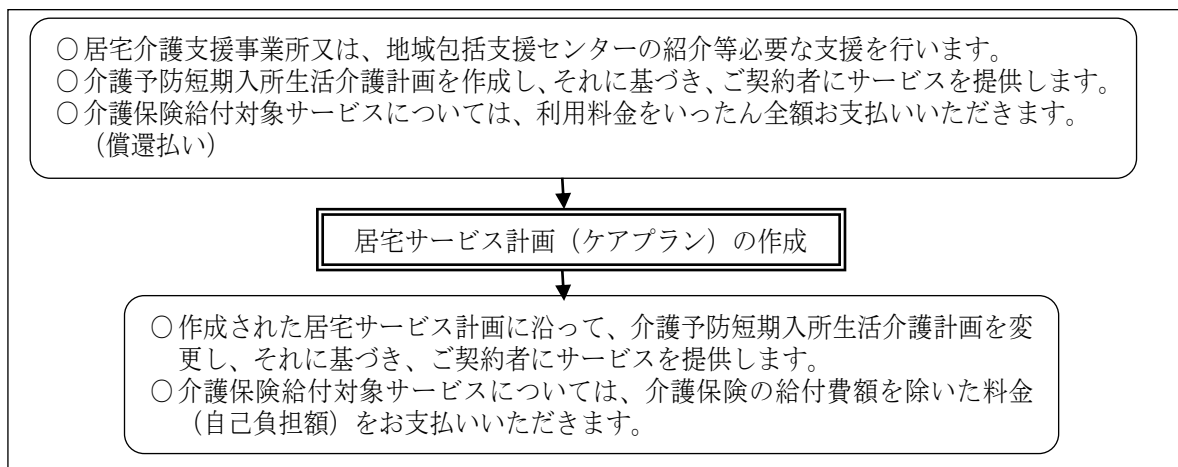 ○居宅介護支援事業所又は、地域包括支援センターの紹介等必要な支援を行います。
○介護予防短期入所生活介護計画を作成し、それに基づき、ご契約者にサービスを提供します。
○介護保険給付対象サービスについては、利用料金をいったん全額お支払いいただきます。
（償還払い）
居宅サービス計画（ケアプラン）の作成
○作成された居宅サービス計画に沿って、介護予防短期入所生活介護計画を変
更し、それに基づき、ご契約者にサービスを提供します。
○介護保険給付対象サービスについては、介護保険の給付費額を除いた料金
（自己負担額）をお支払いいただきます。